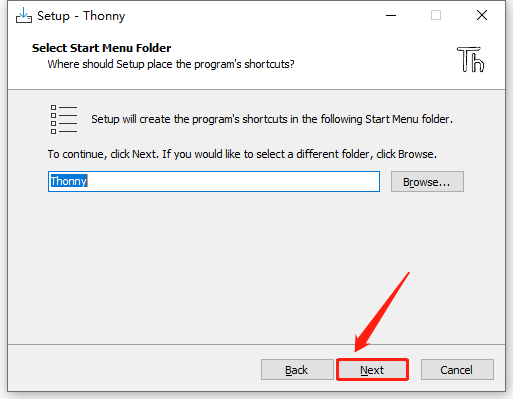 Setup - Thonny
Select Start Menu Folder
Where should Setup place the program's shortcuts?
Th
Setup will create the program's shortcuts in the following Start Menu folder.
To continue, click Next. If you would like to select a different folder, click Browse.
Thonny
Browse...
Back
Next
Cancel